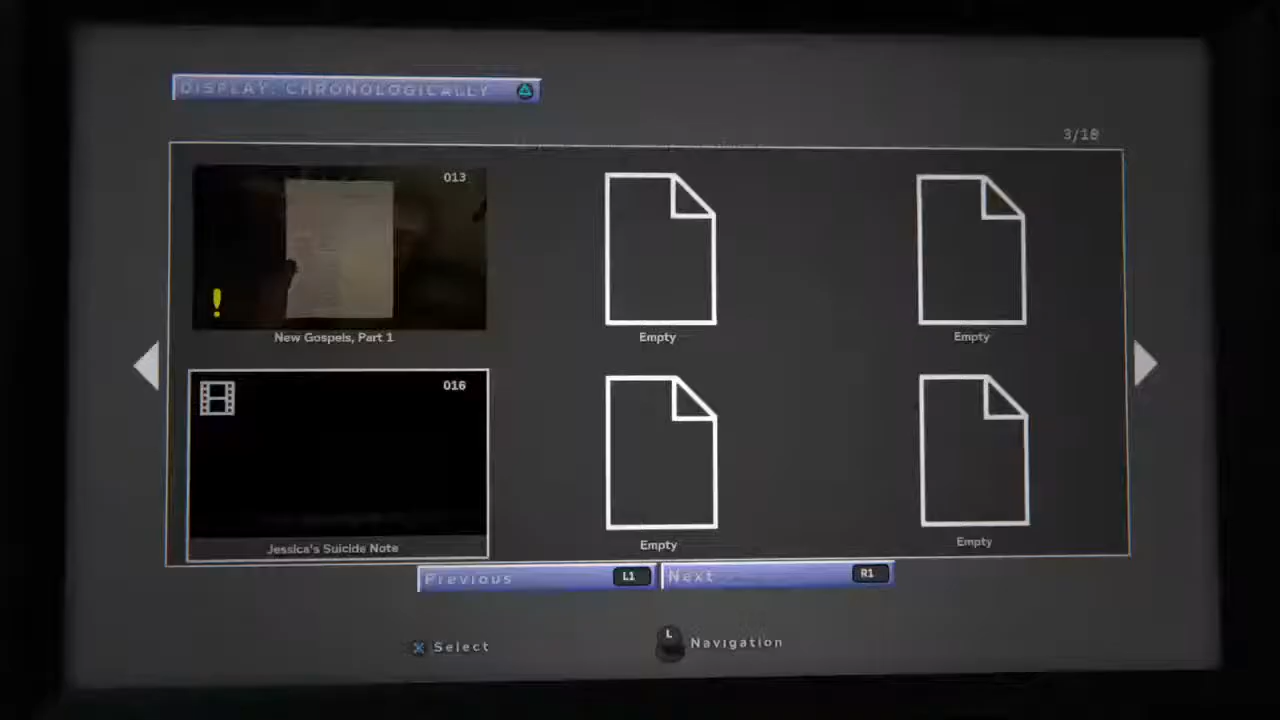 DISPLAY: CHRONOLOGICALLY
3/18
013
New Gospels, Part 1
Empty
Empty
016
Jessica's Suicide Note
Empty
Empty
Previous L1
Next R1
Select
L Navigation